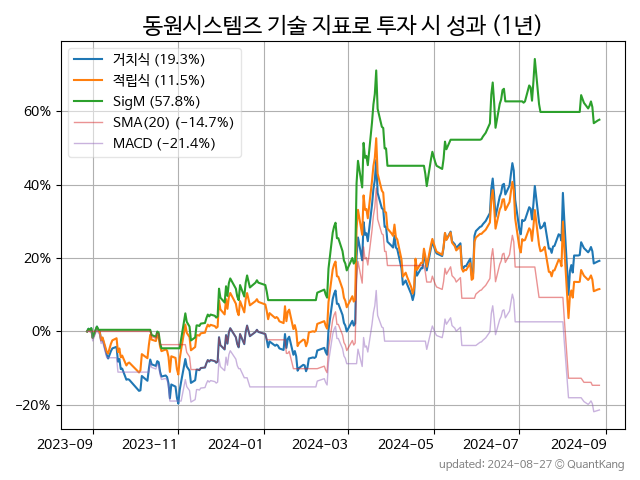 동원시스템즈 기술 지표로 투자 시 성과 (1년)
거치식 (19.3%)
적립식 (11.5%)
SigM (57.8%)
SMA(20) (−14.7%)
MACD (−21.4%)
60%
40%
20%
0%
−20%
2023-09 2023-11 2024-01 2024-03 2024-05 2024-07 2024-09
updated: 2024-08-27 © QuantKang